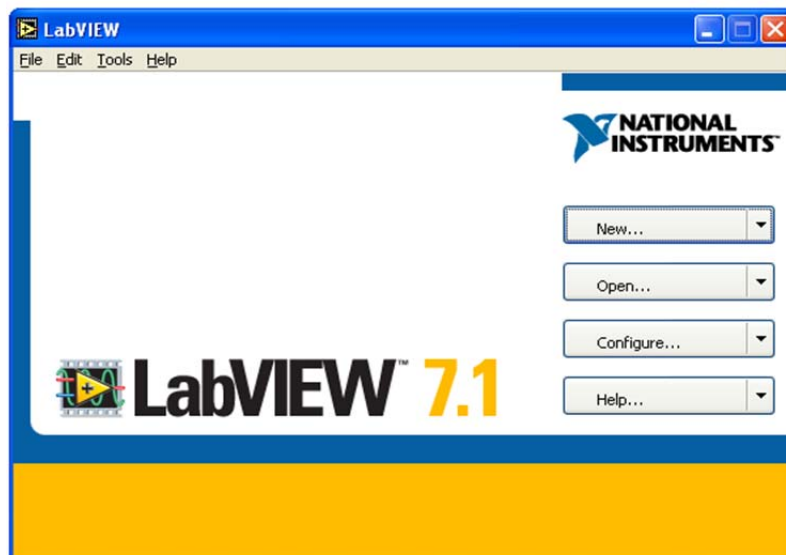 LabVIEW
File Edit Tools Help
NATIONAL
INSTRUMENTS™
New...
Open...
Configure...
Help...
LabVIEW™ 7.1